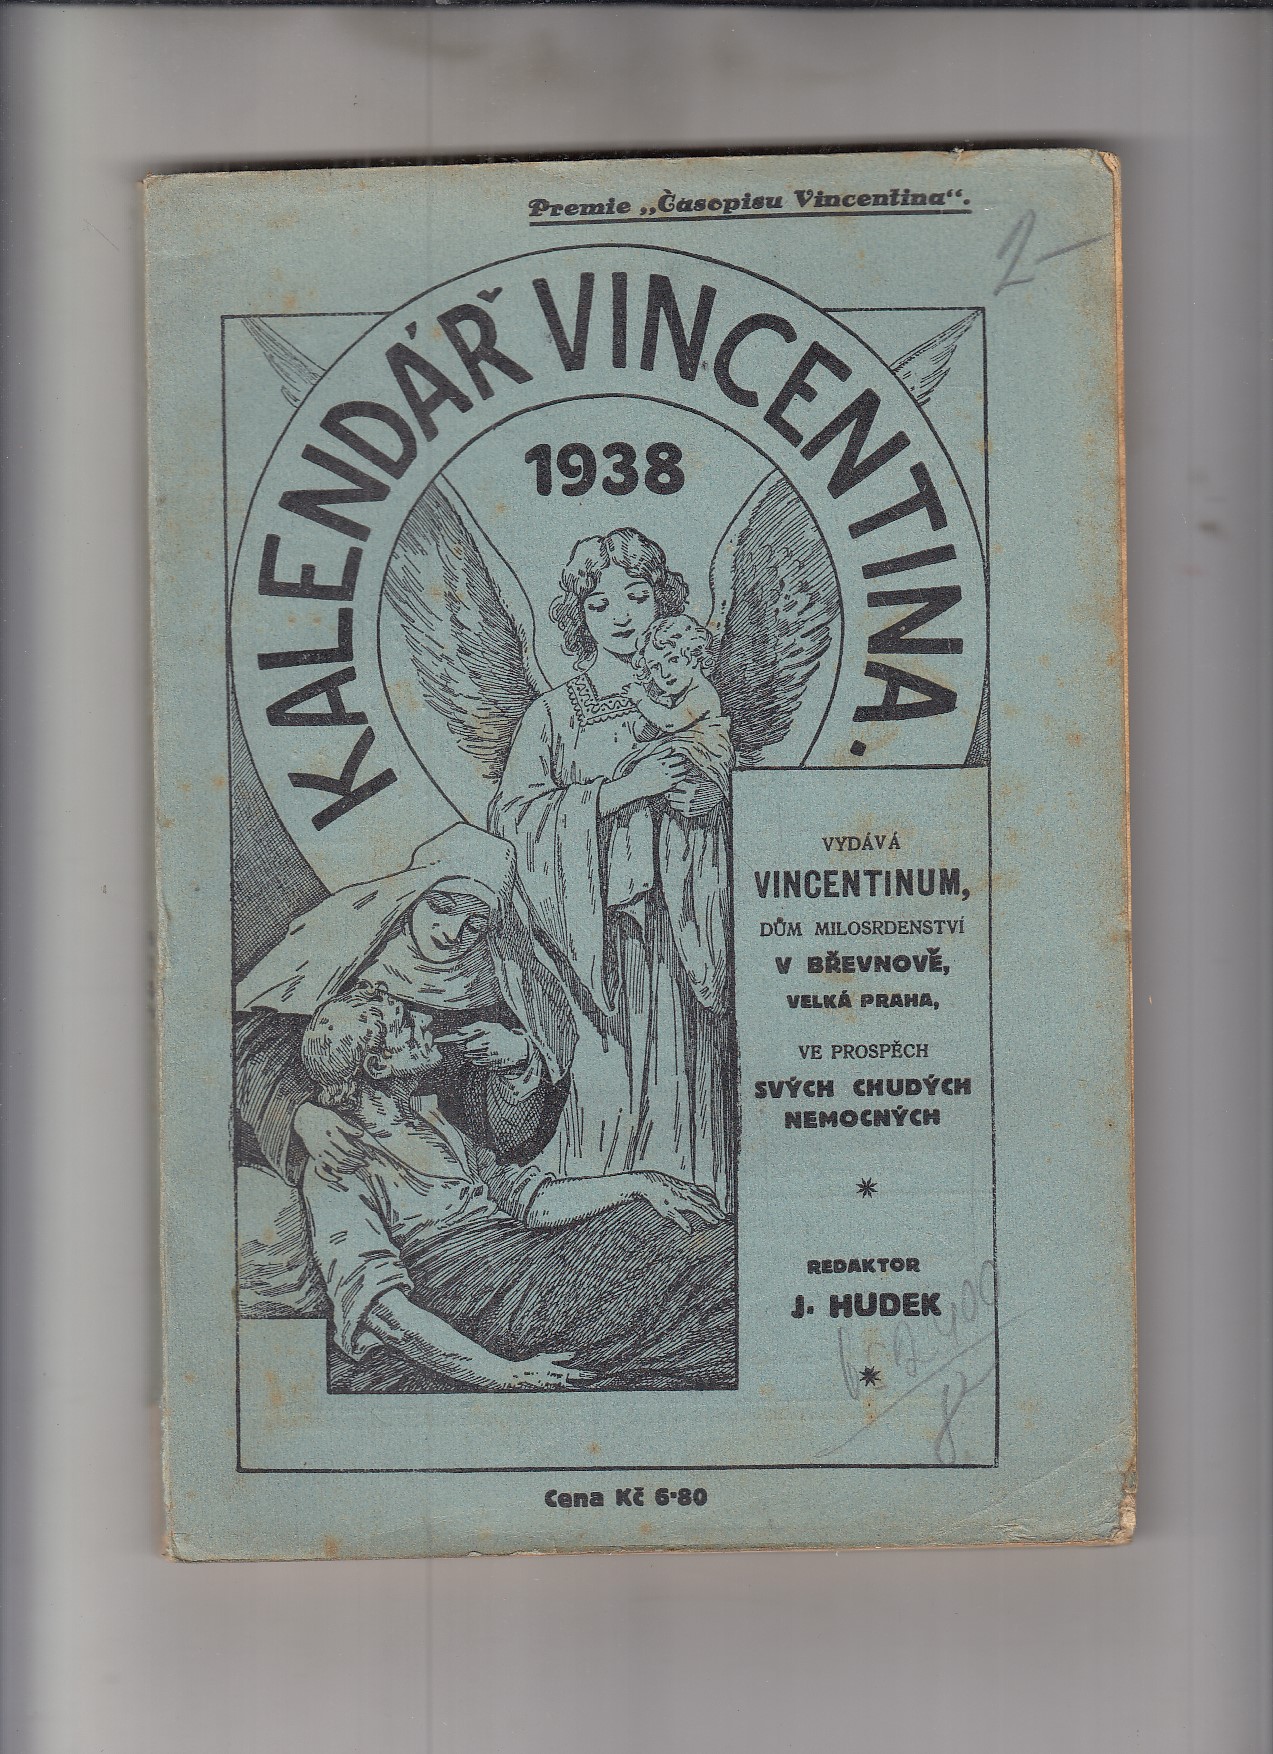 Premie „Časopisu Vincentina“.
2-
KALENDÁŘ VINCENTINA.
1938
VYDÁVÁ
VINCENTINUM,
DŮM MILOSRDENSTVÍ
V BŘEVNOVĚ,
VELKÁ PRAHA,
VE PROSPĚCH
SVÝCH CHUDÝCH
NEMOCNÝCH
REDAKTOR
J. HUDEK
Cena Kč 6·80